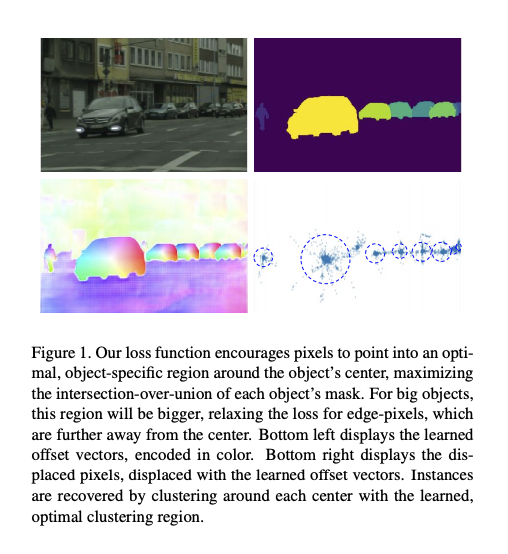 Figure 1. Our loss function encourages pixels to point into an opti-
mal, object-specific region around the object's center, maximizing
the intersection-over-union of each object's mask. For big objects,
this region will be bigger, relaxing the loss for edge-pixels, which
are further away from the center. Bottom left displays the learned
offset vectors, encoded in color. Bottom right displays the dis-
placed pixels, displaced with the learned offset vectors. Instances
are recovered by clustering around each center with the learned,
optimal clustering region.